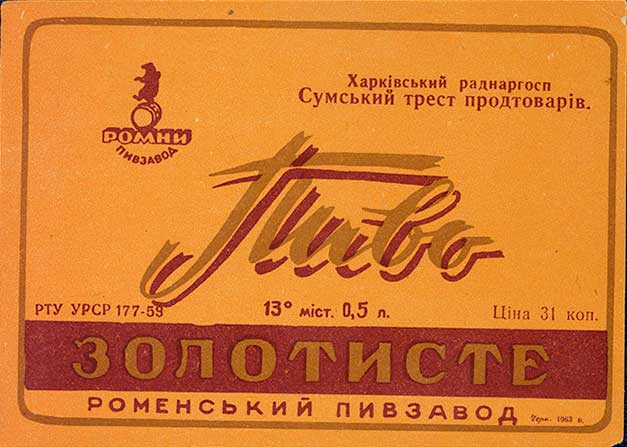 Харківський раднаргосп
Сумський трест продтоварів.
РОМНИ
ПИВЗАВОД
Пиво
РТУ УРСР 177-59
13° міст. 0,5 л.
Ціна 31 коп.
ЗОЛОТИСТЕ
РОМЕНСЬКИЙ ПИВЗАВОД
1963 р.